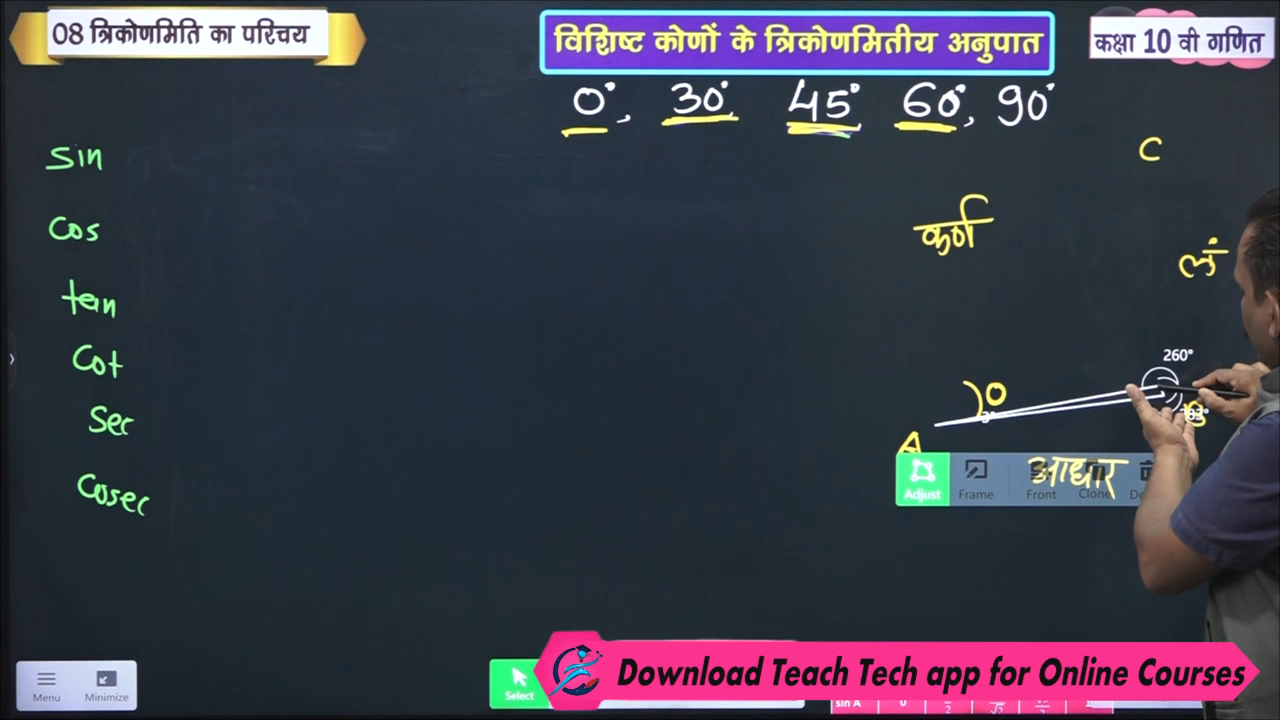 08 त्रिकोणमिति का परिचय
विशिष्ट कोणों के त्रिकोणमितीय अनुपात
कक्षा 10 वी गणित
0°, 30°, 45°, 60°, 90°
sin
cos
tan
cot
sec
cosec
C
कर्ण
लं
260°
θ
3°
A
B
आधार
Adjust
Frame
Front
Clone
Menu
Minimize
Select
Download Teach Tech app for Online Courses
sin A 0